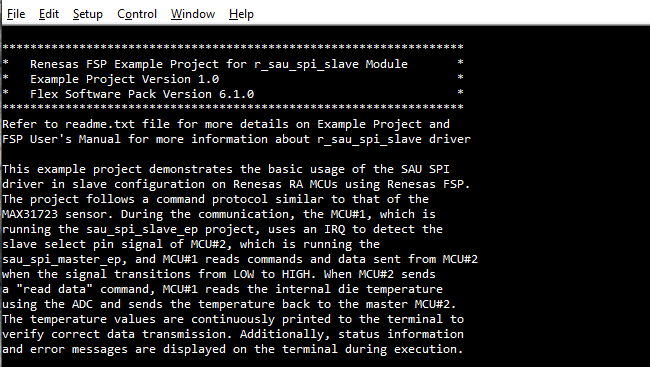 File Edit Setup Control Window Help
******************************************************************
*   Renesas FSP Example Project for r_sau_spi_slave Module       *
*   Example Project Version 1.0                                  *
*   Flex Software Pack Version 6.1.0                             *
******************************************************************
Refer to readme.txt file for more details on Example Project and
FSP User's Manual for more information about r_sau_spi_slave driver
This example project demonstrates the basic usage of the SAU SPI
driver in slave configuration on Renesas RA MCUs using Renesas FSP.
The project follows a command protocol similar to that of the
MAX31723 sensor. During the communication, the MCU#1, which is
running the sau_spi_slave_ep project, uses an IRQ to detect the
slave select pin signal of MCU#2, which is running the
sau_spi_master_ep, and MCU#1 reads commands and data sent from MCU#2
when the signal transitions from LOW to HIGH. When MCU#2 sends
a "read data" command, MCU#1 reads the internal die temperature
using the ADC and sends the temperature back to the master MCU#2.
The temperature values are continuously printed to the terminal to
verify correct data transmission. Additionally, status information
and error messages are displayed on the terminal during execution.